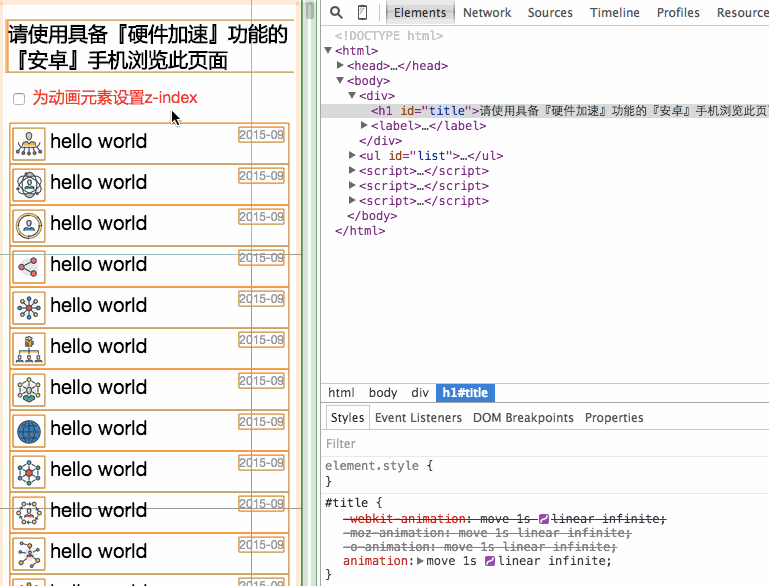 请使用具备『硬件加速』功能的
『安卓』手机浏览此页面
为动画元素设置z-index
hello world 2015-09
hello world 2015-09
hello world 2015-09
hello world 2015-09
hello world 2015-09
hello world 2015-09
hello world 2015-09
hello world 2015-09
hello world 2015-09
hello world 2015-09
hello world 2015-09
Elements Network Sources Timeline Profiles Resource
<!DOCTYPE html>
<html>
<head>…</head>
<body>
<div>
<h1 id="title">请使用具备『硬件加速』功能的『安卓』手机浏览此页
<label>…</label>
</div>
<ul id="list">…</ul>
<script>…</script>
<script>…</script>
<script>…</script>
</body>
</html>
html body div h1#title
Styles Event Listeners DOM Breakpoints Properties
Filter
element.style {
}
#title {
-webkit-animation: move 1s linear infinite;
-moz-animation: move 1s linear infinite;
-o-animation: move 1s linear infinite;
animation: move 1s linear infinite;
}